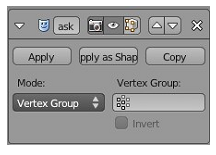 ask
Apply pply as Shap Copy
Mode: Vertex Group:
Vertex Group
Invert